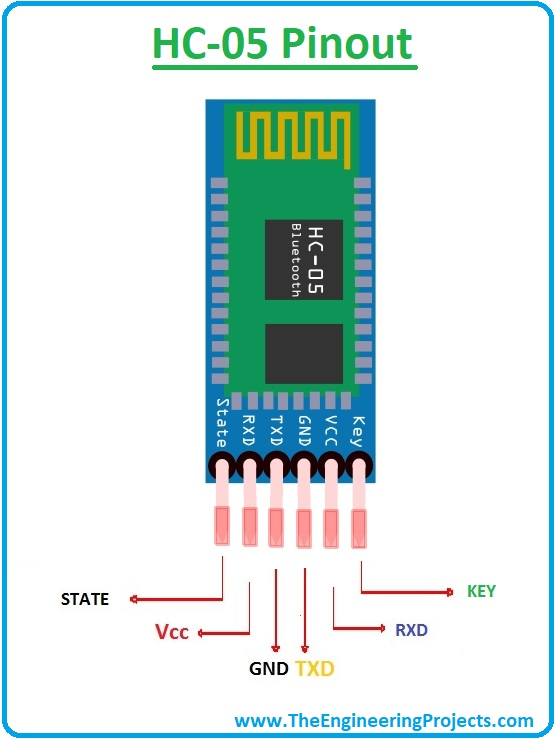 HC-05 Pinout
HC-05
Bluetooth
State
RXD
TXD
GND
VCC
Key
STATE
KEY
Vcc
RXD
GND
TXD
www.TheEngineeringProjects.com